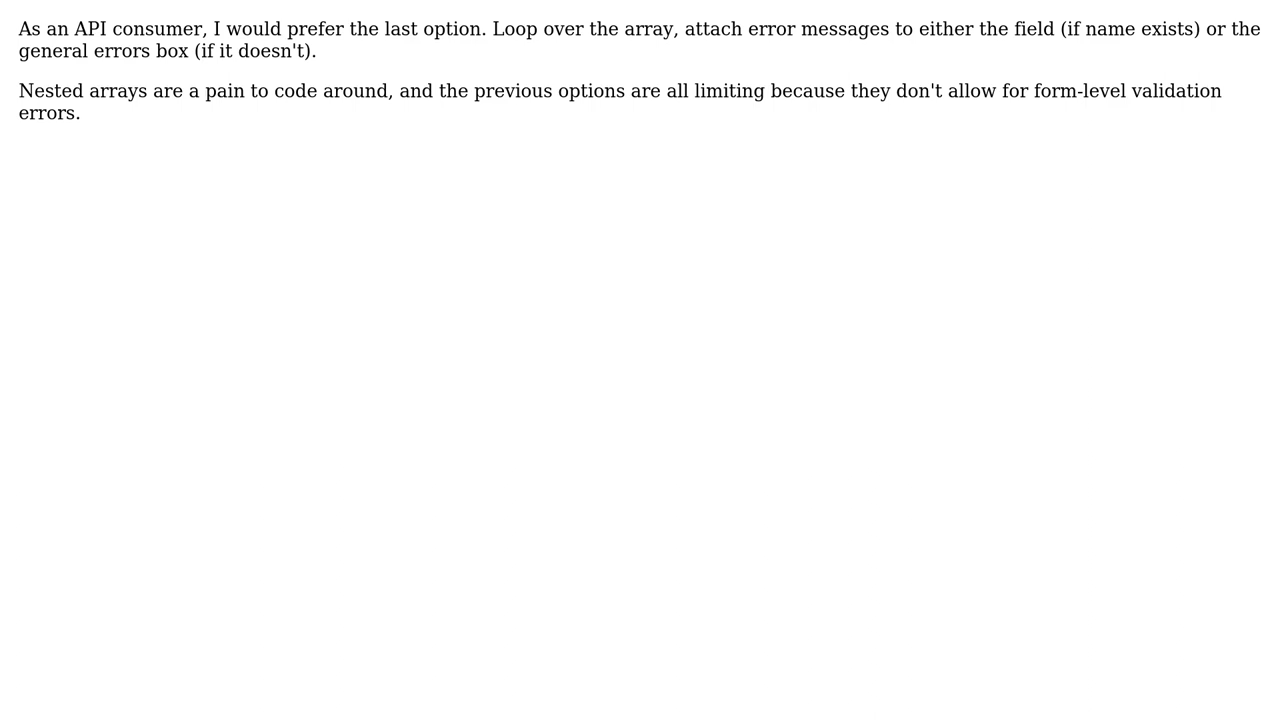 As an API consumer, I would prefer the last option. Loop over the array, attach error messages to either the field (if name exists) or the
general errors box (if it doesn't).
Nested arrays are a pain to code around, and the previous options are all limiting because they don't allow for form-level validation
errors.